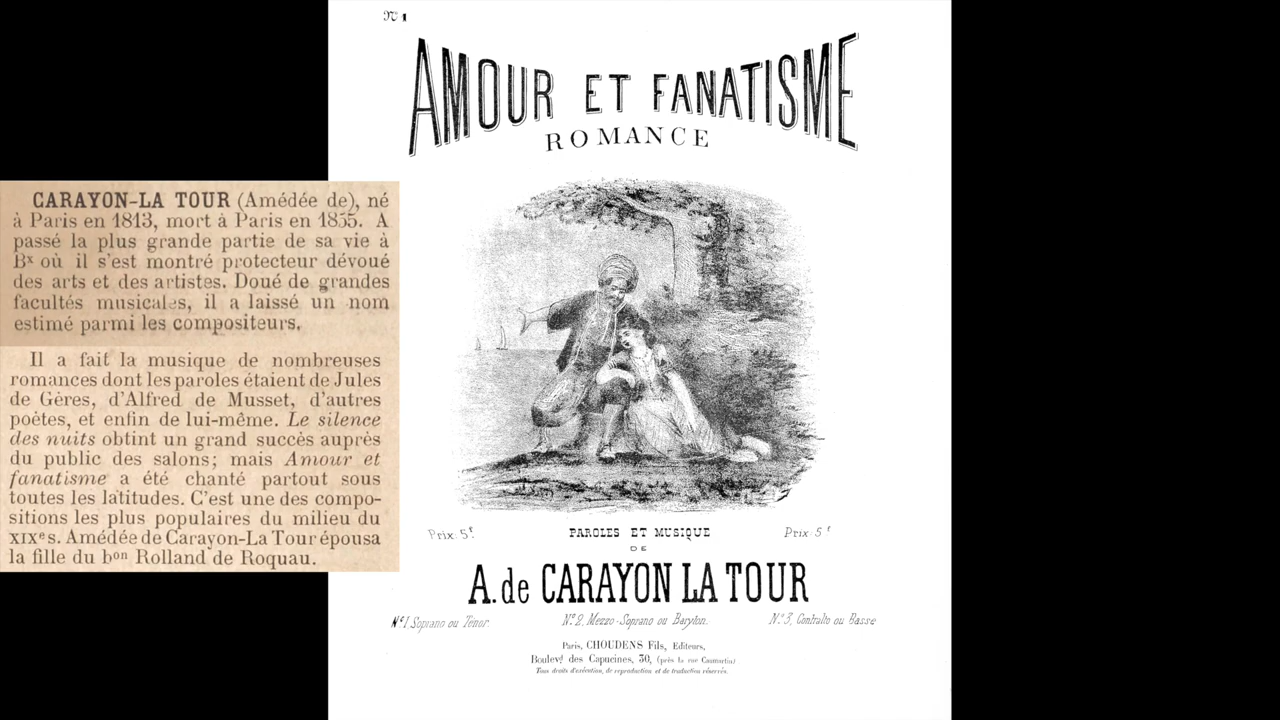 Nº 1
AMOUR ET FANATISME
ROMANCE
CARAYON-LA TOUR (Amédée de), né
à Paris en 1813, mort à Paris en 1855. A
passé la plus grande partie de sa vie à
Bx où il s'est montré protecteur dévoué
des arts et des artistes. Doué de grandes
facultés musicales, il a laissé un nom
estimé parmi les compositeurs.
Il a fait la musique de nombreuses
romances dont les paroles étaient de Jules
de Gères, d'Alfred de Musset, d'autres
poètes, et enfin de lui-même. Le silence
des nuits obtint un grand succès auprès
du public des salons; mais Amour et
fanatisme a été chanté partout sous
toutes les latitudes. C'est une des compo-
sitions les plus populaires du milieu du
XIXe s. Amédée de Carayon-La Tour épousa
la fille du bon Rolland de Roquau.
Prix: 5f
PAROLES ET MUSIQUE
Prix: 5f
DE
A. de CARAYON LA TOUR
Nº 1, Soprano ou Ténor.
Nº 2, Mezzo-Soprano ou Baryton.
Nº 3, Contralto ou Basse
Paris, CHOUDENS Fils, Editeurs,
Boulevd des Capucines, 30, (près la rue Caumartin)
Tous droits d'exécution, de reproduction et de traduction réservés.